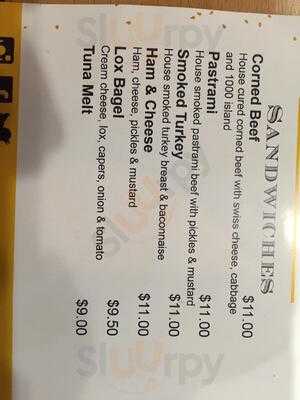 SANDWICHES
Corned Beef $11.00
House cured corned beef with swiss cheese, cabbage
and 1000 island
Pastrami $11.00
House smoked pastrami beef with pickles & mustard
Smoked Turkey $11.00
House smoked turkey breast & baconnaise
Ham & Cheese $11.00
Ham, cheese, pickles & mustard
Lox Bagel $9.50
Cream cheese, lox, capers, onion & tomato
Tuna Melt $9.00
Sluurpy
Sluurpy
Sluurpy